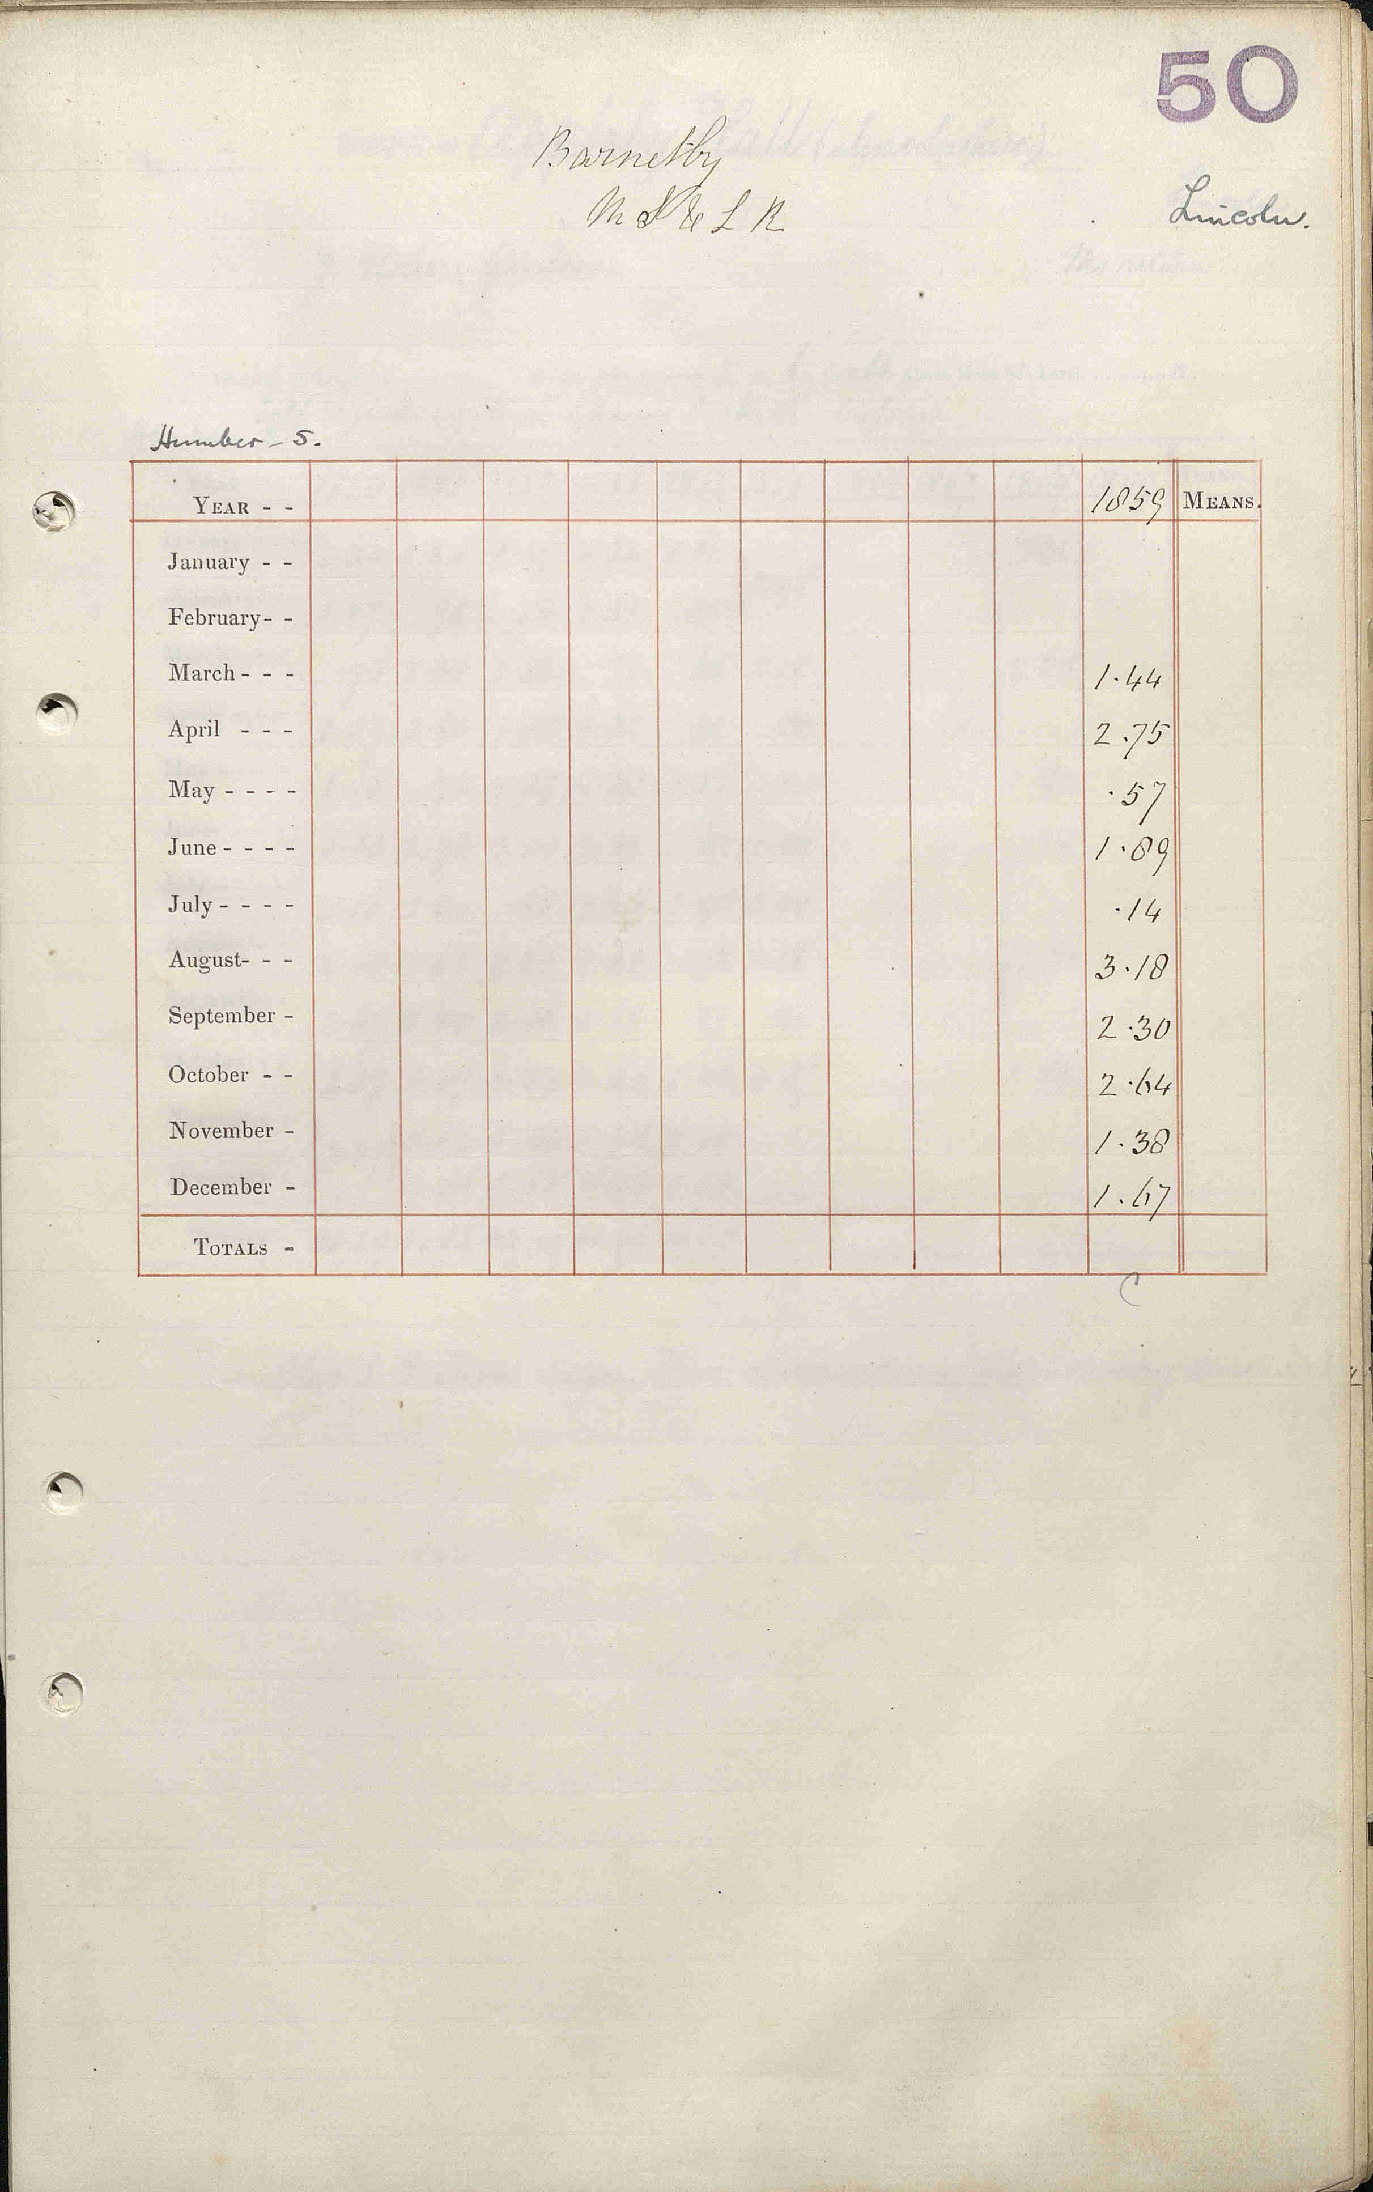 50
Barnetby
M S & L R
Lincoln.
Humber - S.
YEAR - - 1859 MEANS.
January - -
February- -
March - - - 1.44
April - - - 2.75
May - - - - .57
June - - - - 1.89
July - - - - .14
August- - - 3.18
September - 2.30
October - - 2.64
November - 1.38
December - 1.67
TOTALS -
C